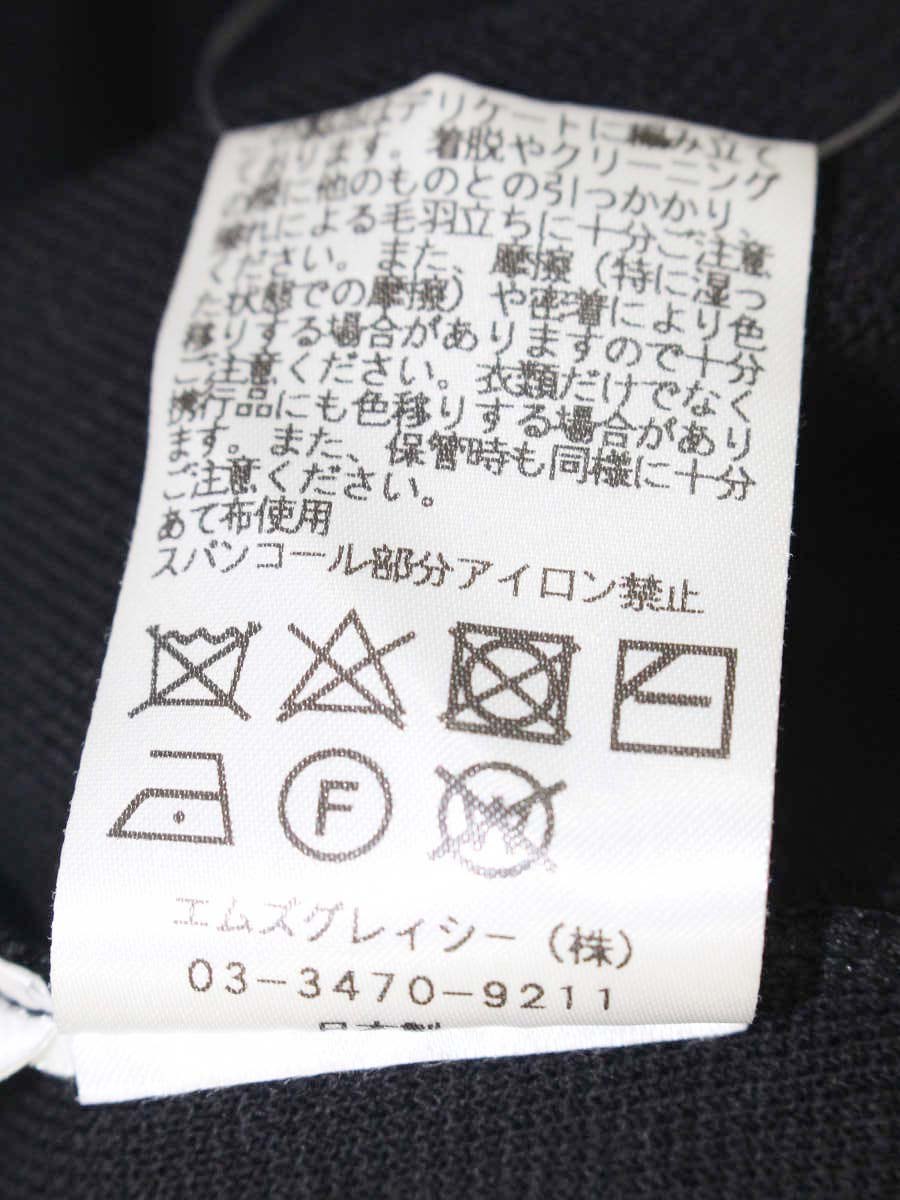 はデリケートに編み立て
ております。着脱やクリーニング
の際に他のものとの引っかかり、
擦れによる毛羽立ちに十分ご注意
ください。また、摩擦（特に湿っ
た状態での摩擦）や密着により色
移りする場合がありますので十分
ご注意ください。衣類だけでなく
携行品にも色移りする場合があり
ます。また、保管時も同様に十分
ご注意ください。
あて布使用
スパンコール部分アイロン禁止
F
W
エムズグレイシー（株）
03-3470-9211